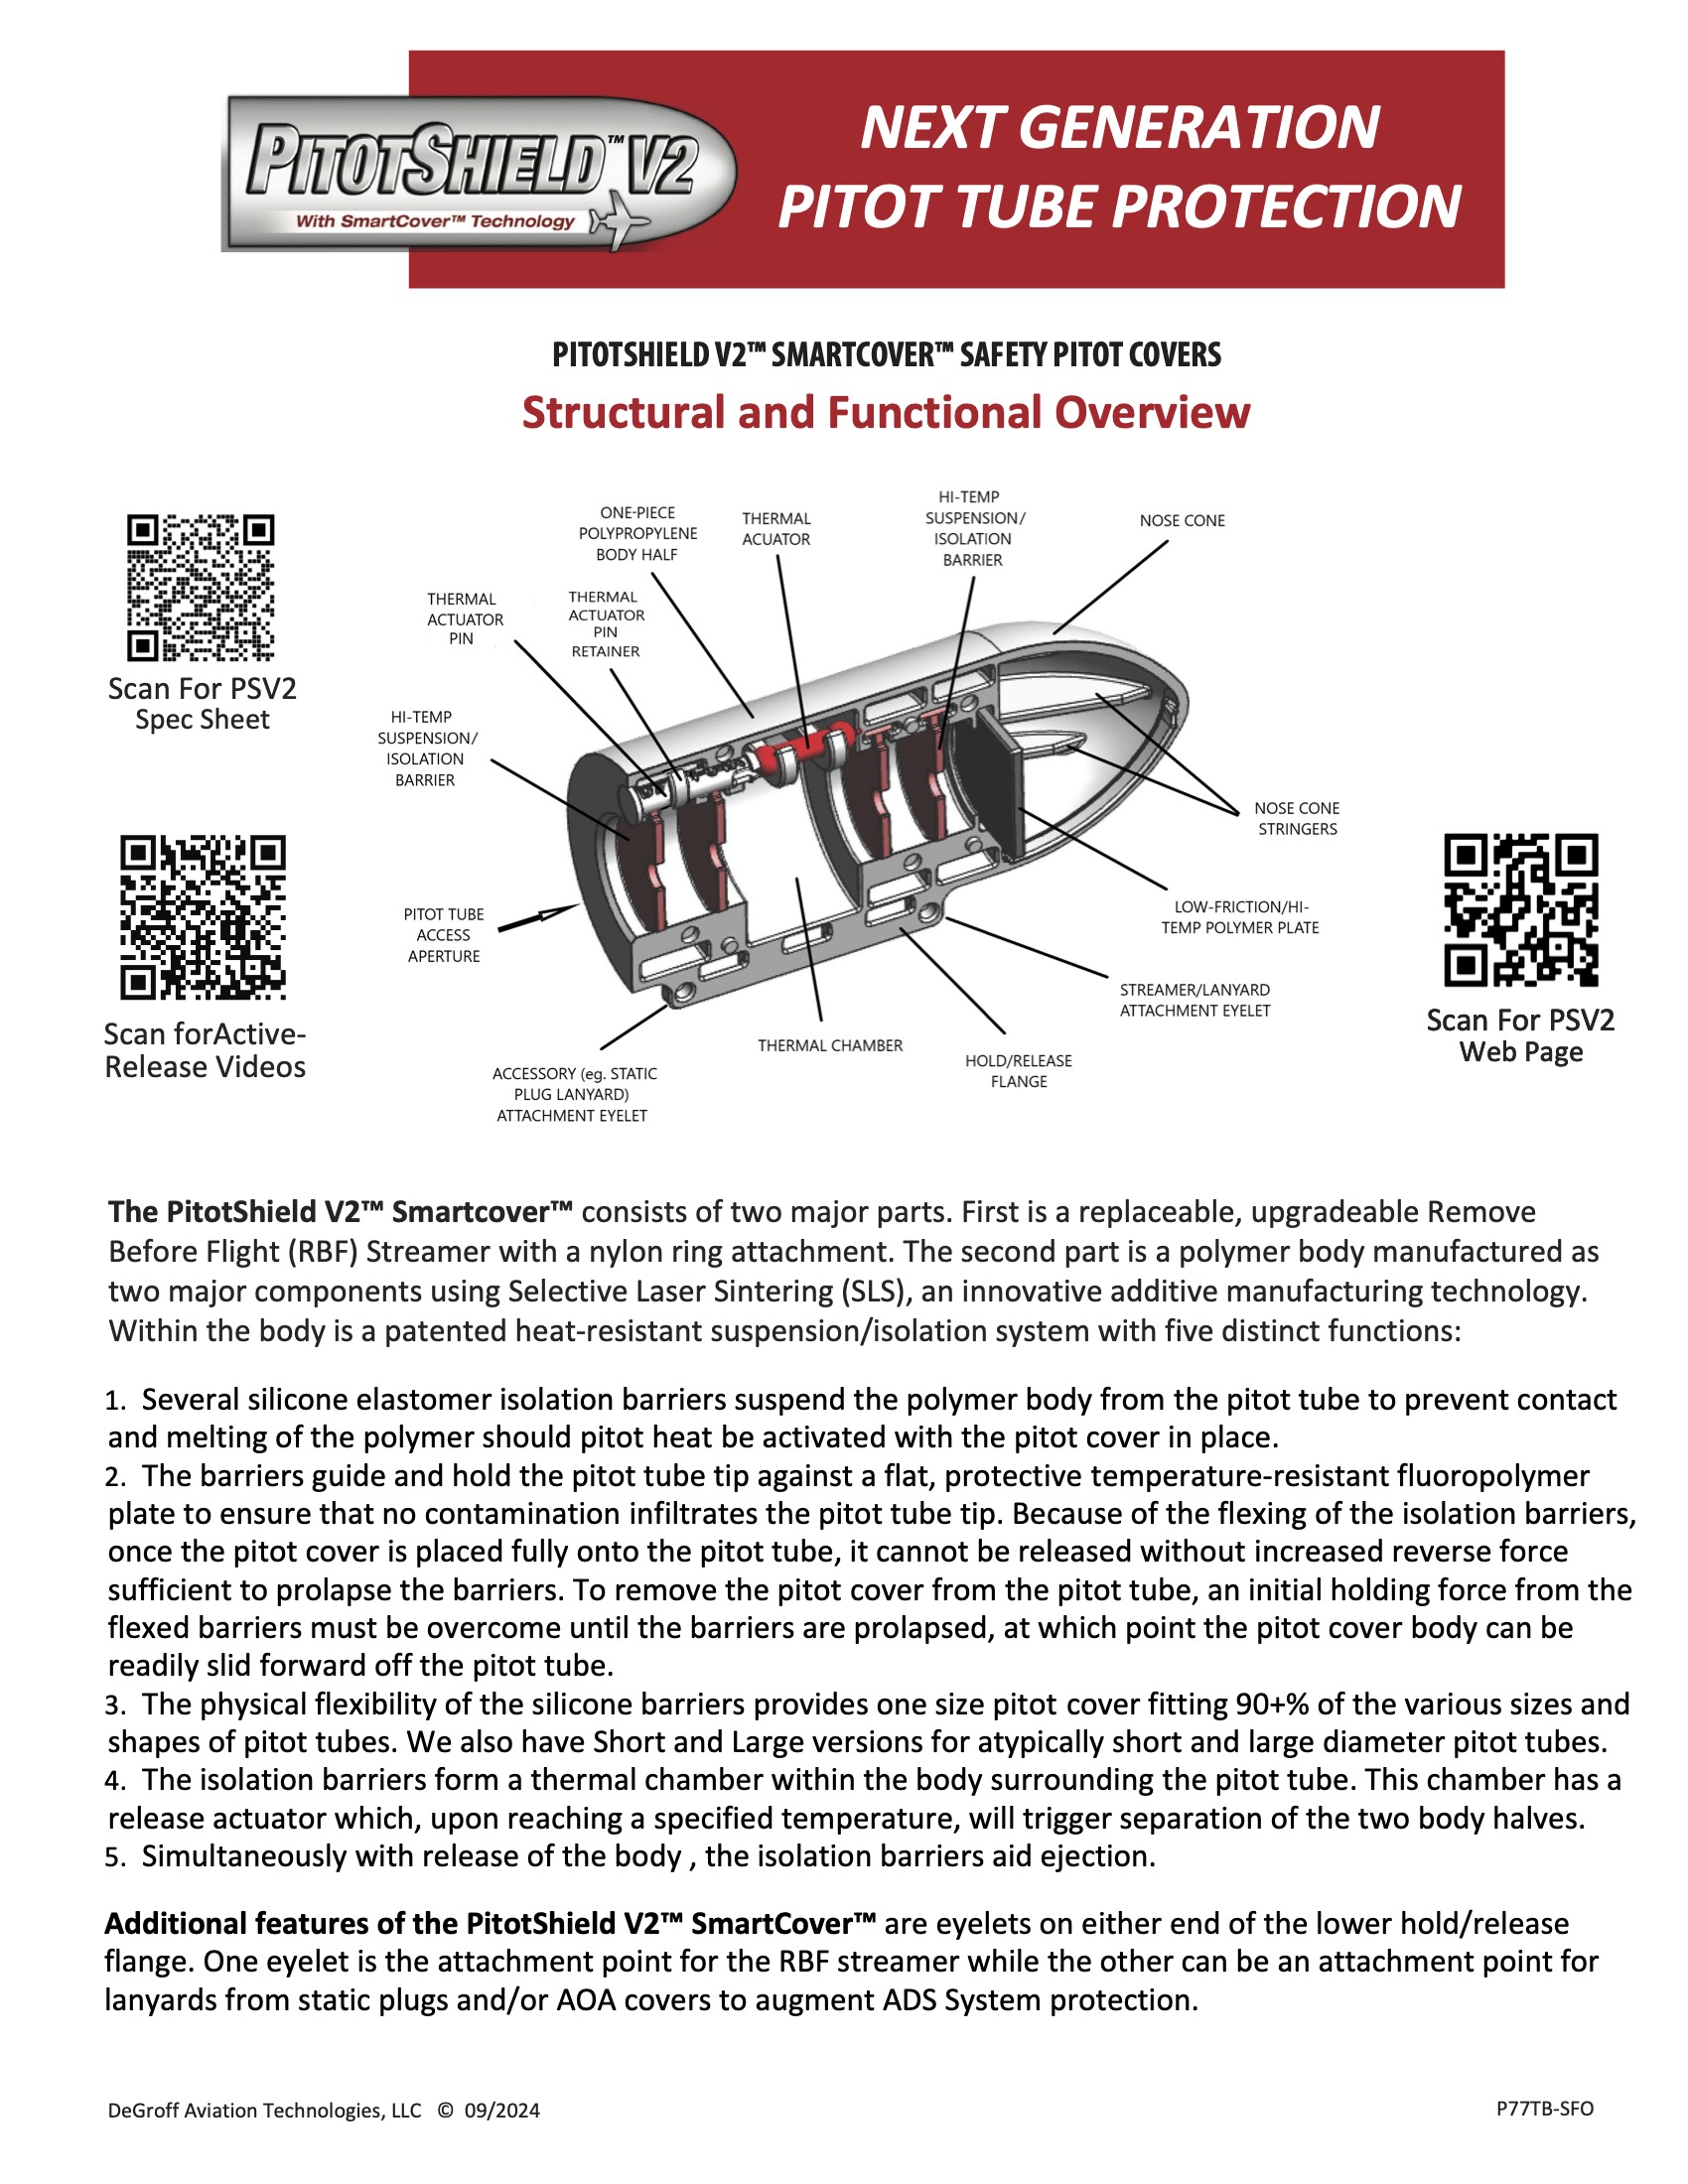 PITOTSHIELD™ V2
With SmartCover™ Technology
NEXT GENERATION
PITOT TUBE PROTECTION
PITOTSHIELD V2™ SMARTCOVER™ SAFETY PITOT COVERS
Structural and Functional Overview
Scan For PSV2
Spec Sheet
Scan forActive-
Release Videos
Scan For PSV2
Web Page
ONE-PIECE
POLYPROPYLENE
BODY HALF
THERMAL
ACUATOR
HI-TEMP
SUSPENSION/
ISOLATION
BARRIER
NOSE CONE
THERMAL
ACTUATOR
PIN
THERMAL
ACTUATOR
PIN
RETAINER
HI-TEMP
SUSPENSION/
ISOLATION
BARRIER
NOSE CONE
STRINGERS
PITOT TUBE
ACCESS
APERTURE
LOW-FRICTION/HI-
TEMP POLYMER PLATE
STREAMER/LANYARD
ATTACHMENT EYELET
THERMAL CHAMBER
HOLD/RELEASE
FLANGE
ACCESSORY (eg. STATIC
PLUG LANYARD)
ATTACHMENT EYELET
The PitotShield V2™ Smartcover™ consists of two major parts. First is a replaceable, upgradeable Remove
Before Flight (RBF) Streamer with a nylon ring attachment. The second part is a polymer body manufactured as
two major components using Selective Laser Sintering (SLS), an innovative additive manufacturing technology.
Within the body is a patented heat-resistant suspension/isolation system with five distinct functions:
1. Several silicone elastomer isolation barriers suspend the polymer body from the pitot tube to prevent contact
and melting of the polymer should pitot heat be activated with the pitot cover in place.
2. The barriers guide and hold the pitot tube tip against a flat, protective temperature-resistant fluoropolymer
plate to ensure that no contamination infiltrates the pitot tube tip. Because of the flexing of the isolation barriers,
once the pitot cover is placed fully onto the pitot tube, it cannot be released without increased reverse force
sufficient to prolapse the barriers. To remove the pitot cover from the pitot tube, an initial holding force from the
flexed barriers must be overcome until the barriers are prolapsed, at which point the pitot cover body can be
readily slid forward off the pitot tube.
3. The physical flexibility of the silicone barriers provides one size pitot cover fitting 90+% of the various sizes and
shapes of pitot tubes. We also have Short and Large versions for atypically short and large diameter pitot tubes.
4. The isolation barriers form a thermal chamber within the body surrounding the pitot tube. This chamber has a
release actuator which, upon reaching a specified temperature, will trigger separation of the two body halves.
5. Simultaneously with release of the body , the isolation barriers aid ejection.
Additional features of the PitotShield V2™ SmartCover™ are eyelets on either end of the lower hold/release
flange. One eyelet is the attachment point for the RBF streamer while the other can be an attachment point for
lanyards from static plugs and/or AOA covers to augment ADS System protection.
DeGroff Aviation Technologies, LLC © 09/2024
P77TB-SFO